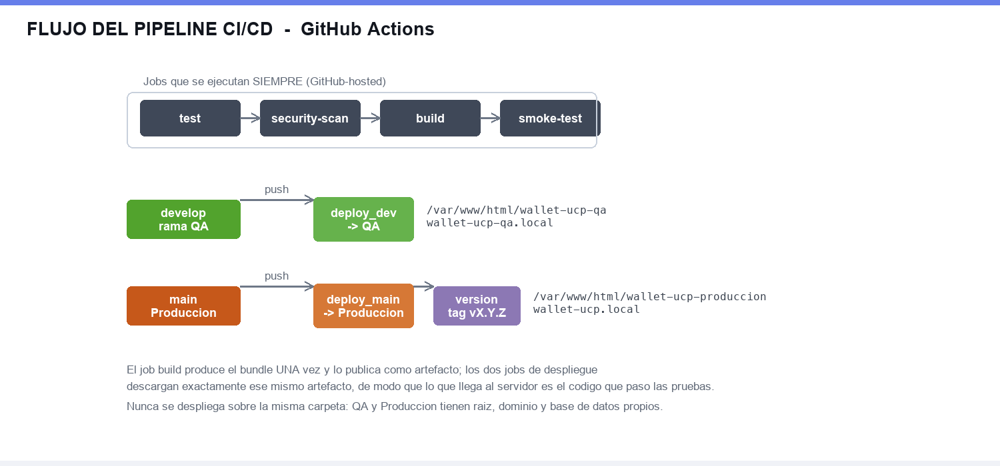 FLUJO DEL PIPELINE CI/CD - GitHub Actions
Jobs que se ejecutan SIEMPRE (GitHub-hosted)
test
security-scan
build
smoke-test
push
develop
rama QA
deploy_dev
-> QA
/var/www/html/wallet-ucp-qa
wallet-ucp-qa.local
push
main
Produccion
deploy_main
-> Produccion
version
tag vX.Y.Z
/var/www/html/wallet-ucp-produccion
wallet-ucp.local
El job build produce el bundle UNA vez y lo publica como artefacto; los dos jobs de despliegue
descargan exactamente ese mismo artefacto, de modo que lo que llega al servidor es el codigo que paso las pruebas.
Nunca se despliega sobre la misma carpeta: QA y Produccion tienen raiz, dominio y base de datos propios.